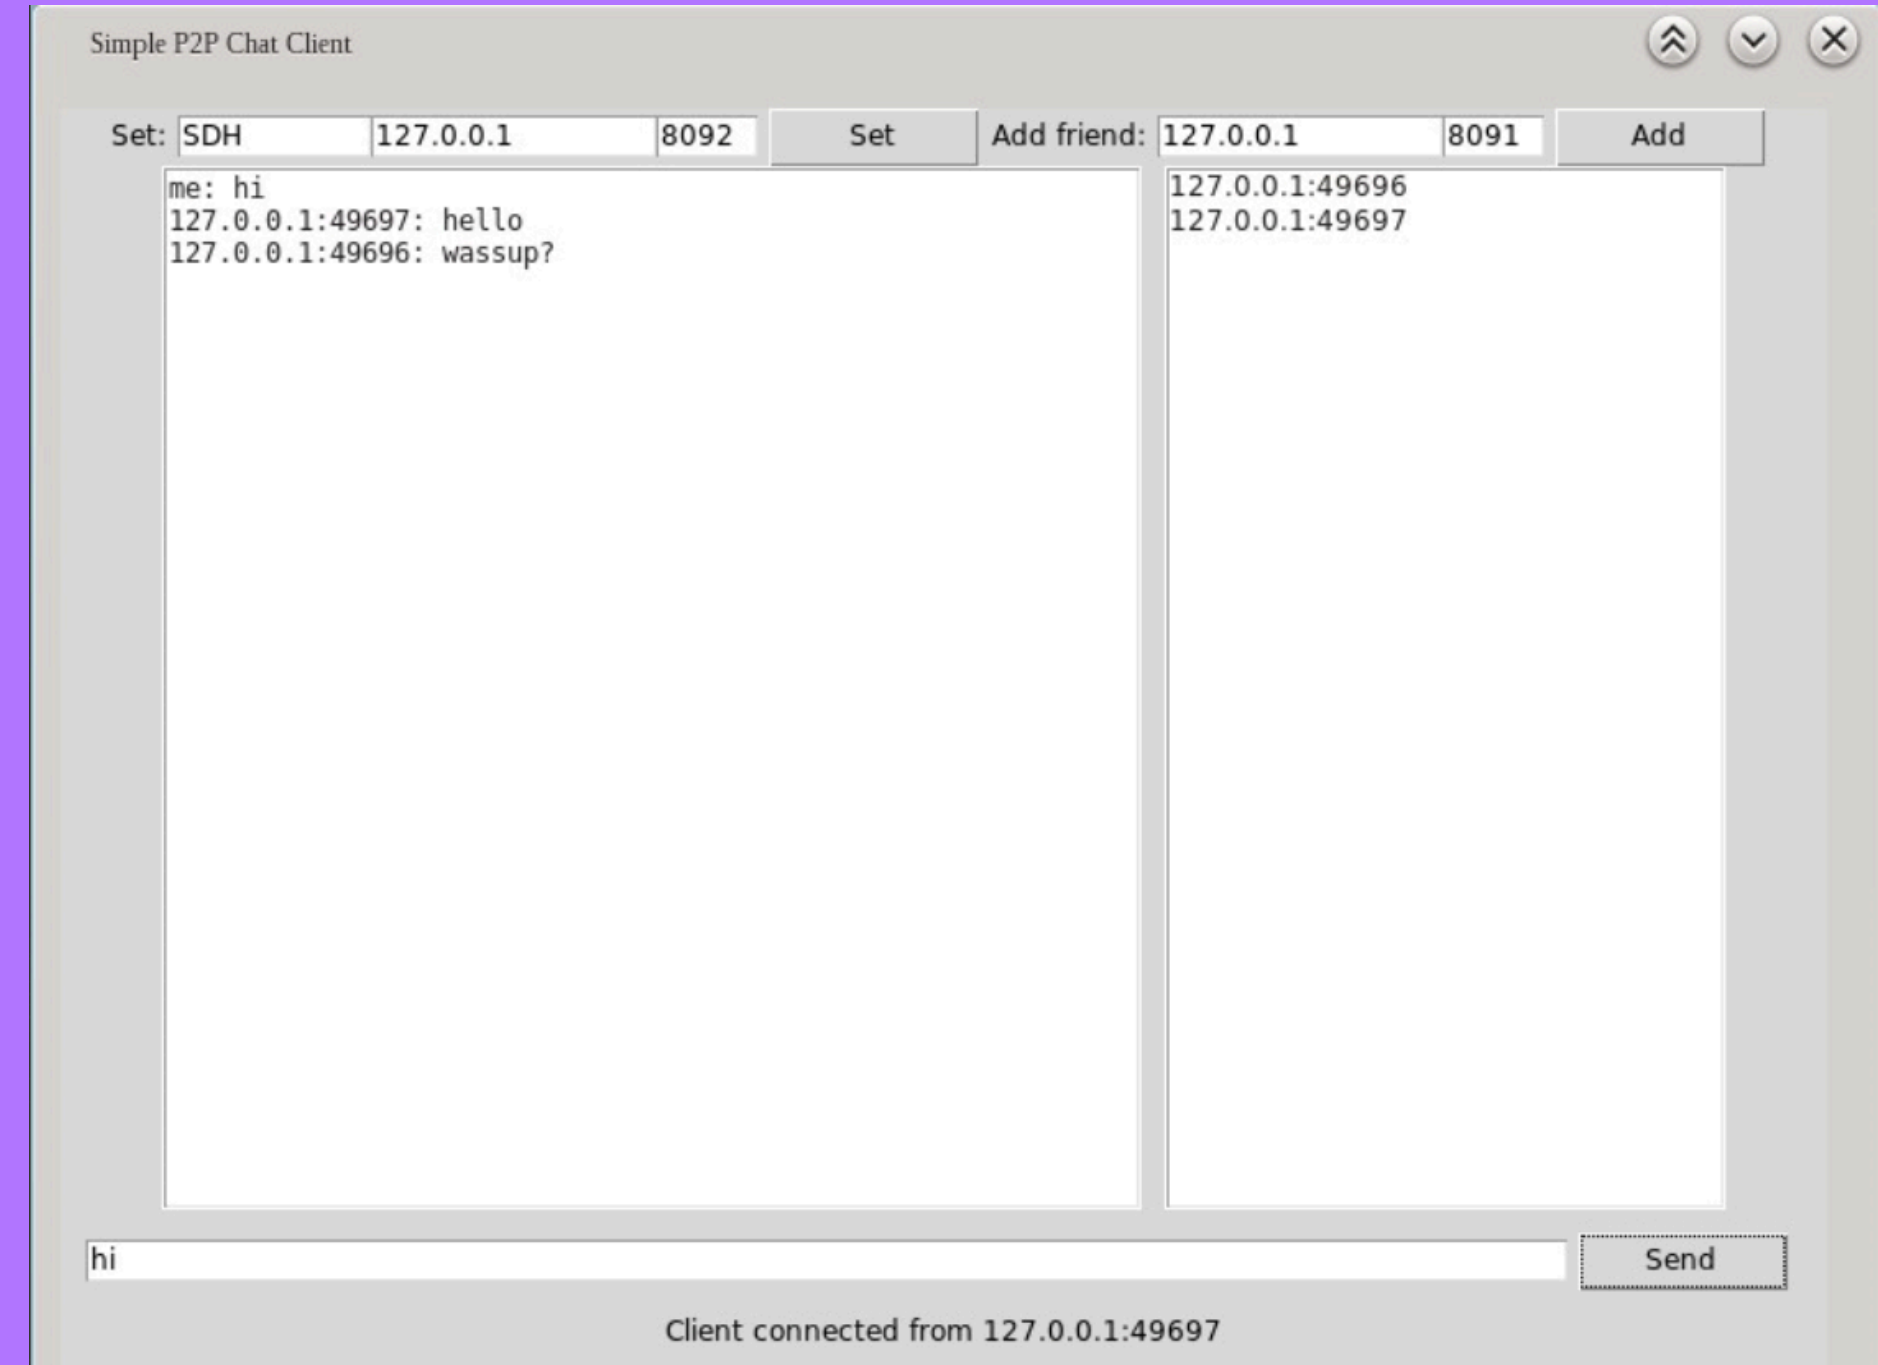 Simple P2P Chat Client
Set: SDH 127.0.0.1 8092 Set Add friend: 127.0.0.1 8091 Add
me: hi
127.0.0.1:49697: hello
127.0.0.1:49696: wassup?
127.0.0.1:49696
127.0.0.1:49697
hi Send
Client connected from 127.0.0.1:49697